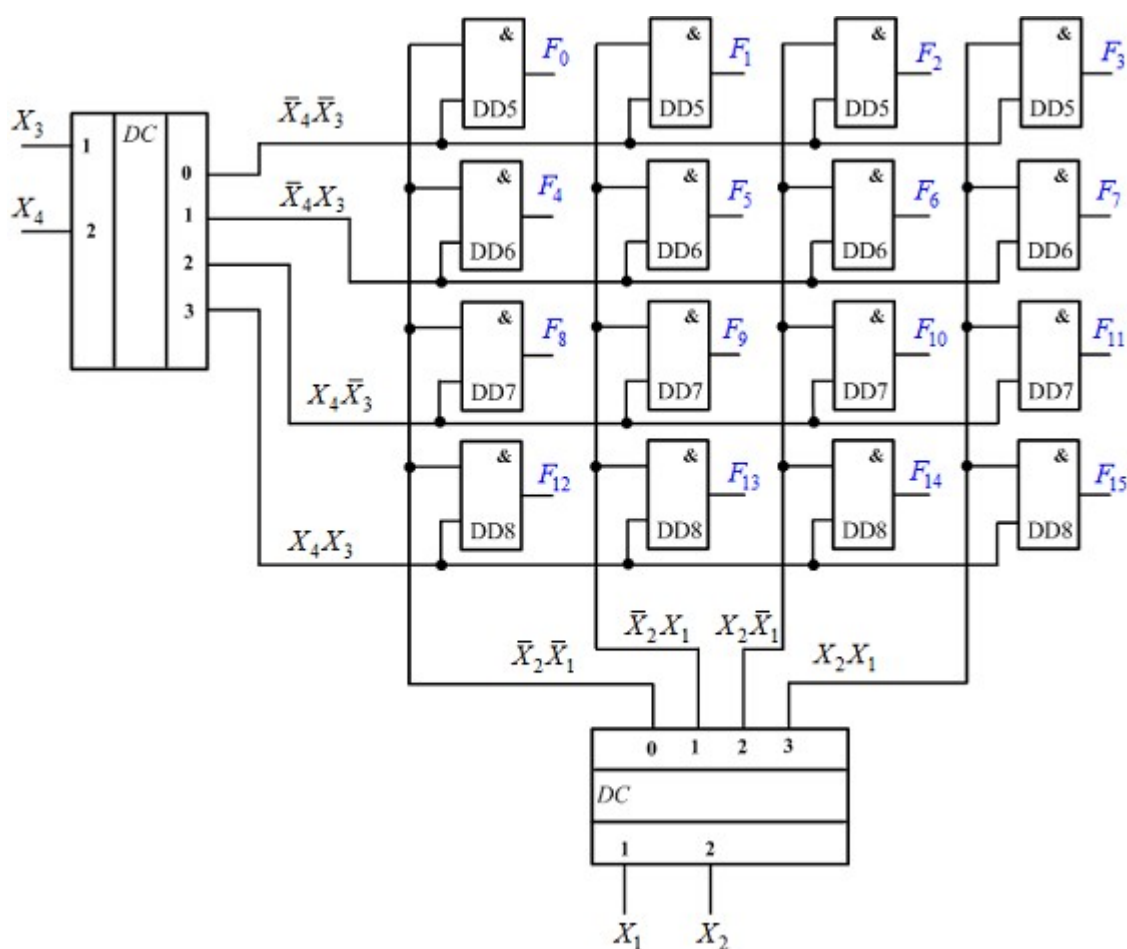 & F₀ & F₁ & F₂ & F₃
DD5 DD5 DD5 DD5
X₃ 1 DC 0 X̄₄X̄₃
X₄ 2 1 X̄₄X₃
2
3
& F₄ & F₅ & F₆ & F₇
DD6 DD6 DD6 DD6
& F₈ & F₉ & F₁₀ & F₁₁
X₄X̄₃ DD7 DD7 DD7 DD7
& F₁₂ & F₁₃ & F₁₄ & F₁₅
X₄X₃ DD8 DD8 DD8 DD8
X̄₂X̄₁ X̄₂X₁ X₂X̄₁ X₂X₁
0 1 2 3
DC
1 2
X₁ X₂